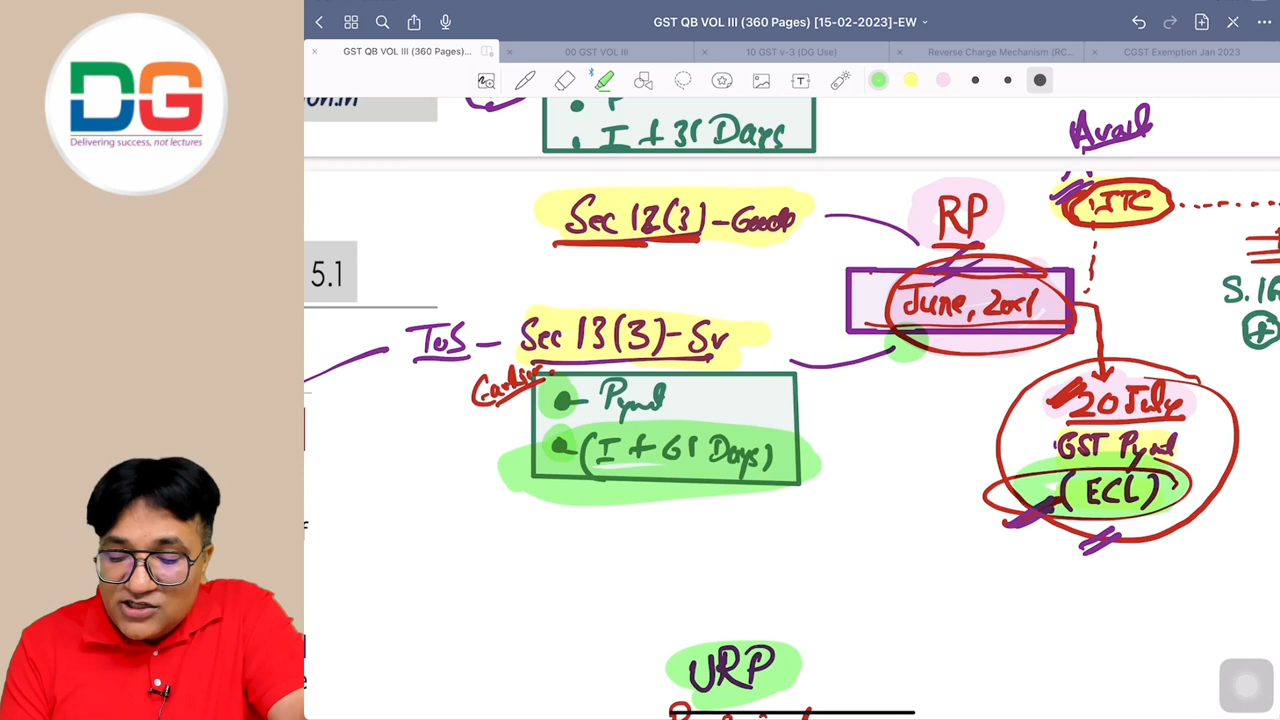 GST QB VOL III (360 Pages) [15-02-2023]-EW
GST QB VOL III (360 Pages)...
00 GST VOL III
10 GST v-3 (DG Use)
Reverse Charge Mechanism (RC...
CGST Exemption Jan 2023
DG
Delivering success, not lectures
I + 31 Days
Avail
Sec 12(3) - Goods
RP
ITC
5.1
June, 2021
ToS - Sec 13(3) - Sv
Earlier
Pymt
(I + 61 Days)
20 July
GST Pymt
(ECL)
URP